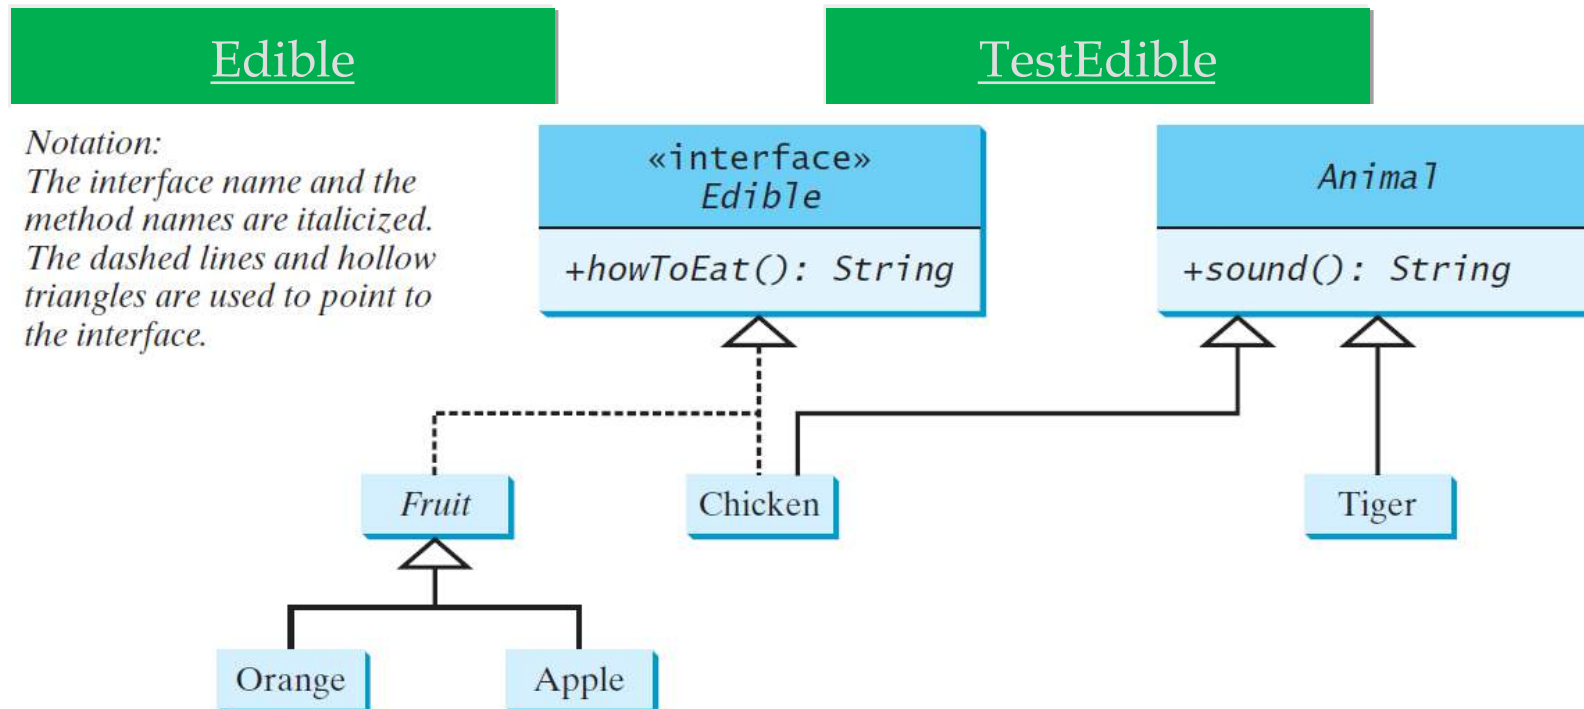 Edible
TestEdible
Notation:
The interface name and the
method names are italicized.
The dashed lines and hollow
triangles are used to point to
the interface.
«interface»
Edible
+howToEat(): String
Animal
+sound(): String
Fruit
Chicken
Tiger
Orange
Apple